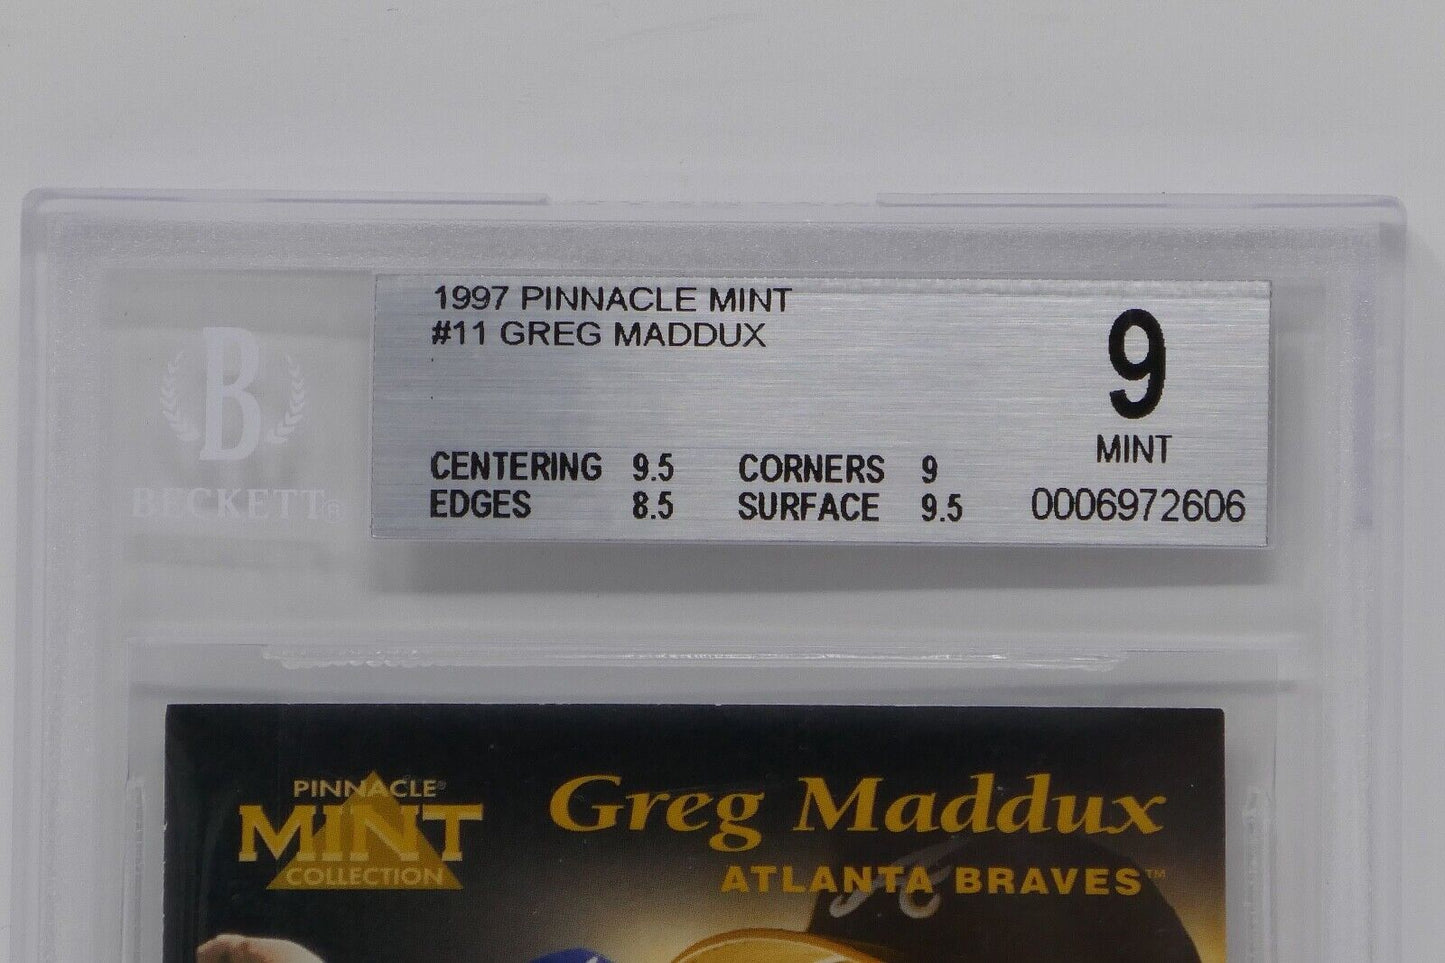 1997 PINNACLE MINT
#11 GREG MADDUX
9
MINT
CENTERING 9.5 CORNERS 9
EDGES 8.5 SURFACE 9.5
0006972606
B
BECKETT®
PINNACLE®
MINT
COLLECTION
Greg Maddux
ATLANTA BRAVES™